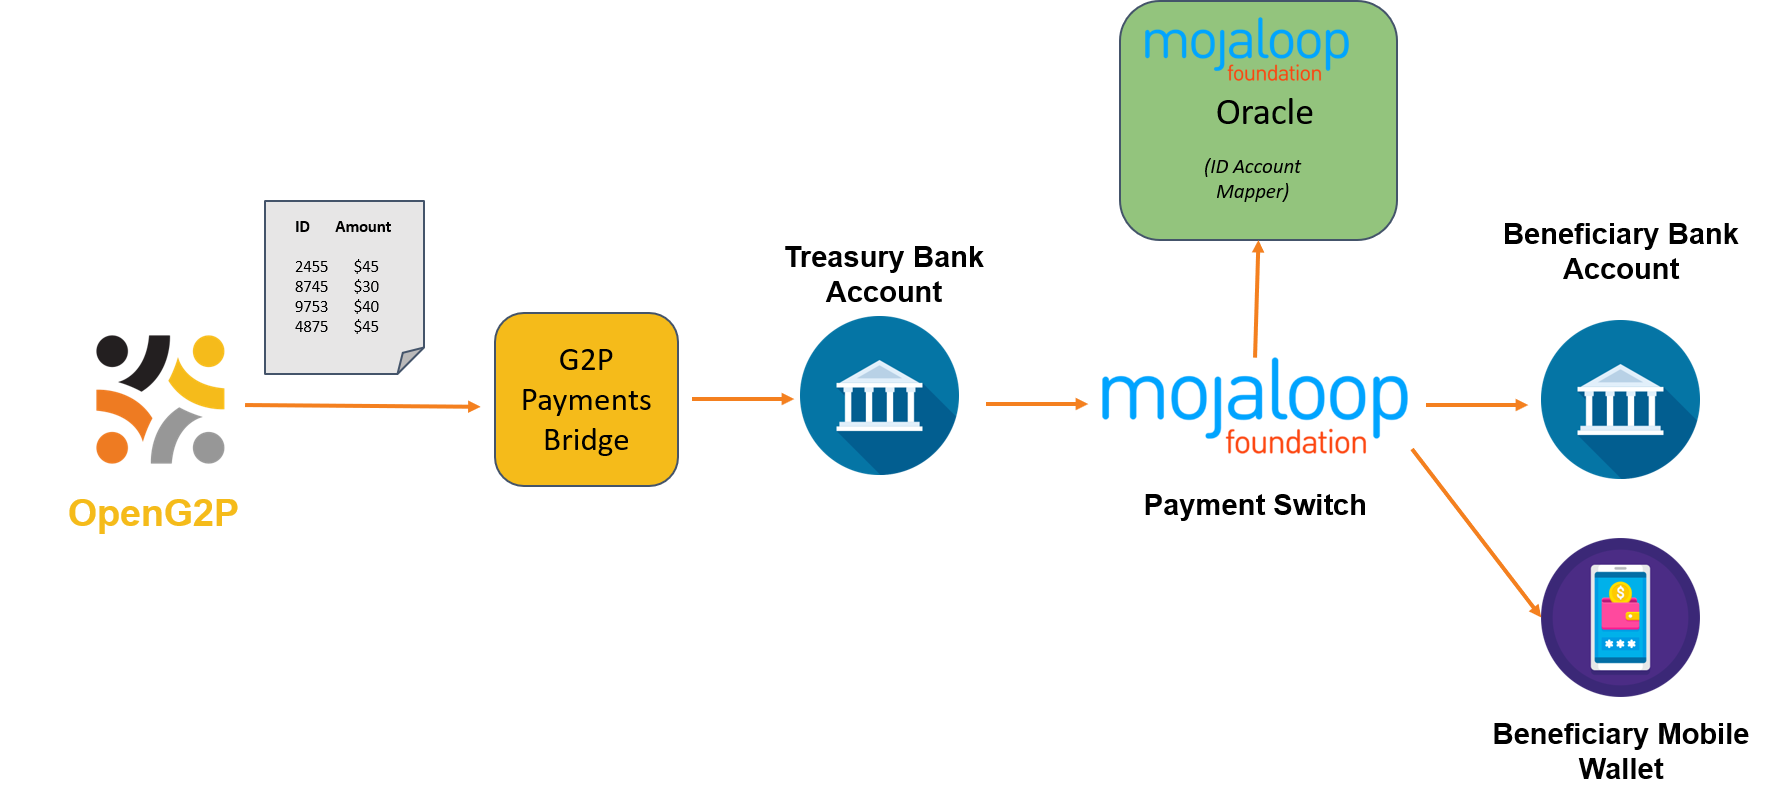 OpenG2P
ID Amount
2455 $45
8745 $30
9753 $40
4875 $45
G2P
Payments
Bridge
Treasury Bank
Account
mojaloop
foundation
Oracle
(ID Account
Mapper)
mojaloop
foundation
Payment Switch
Beneficiary Bank
Account
$
***
Beneficiary Mobile
Wallet